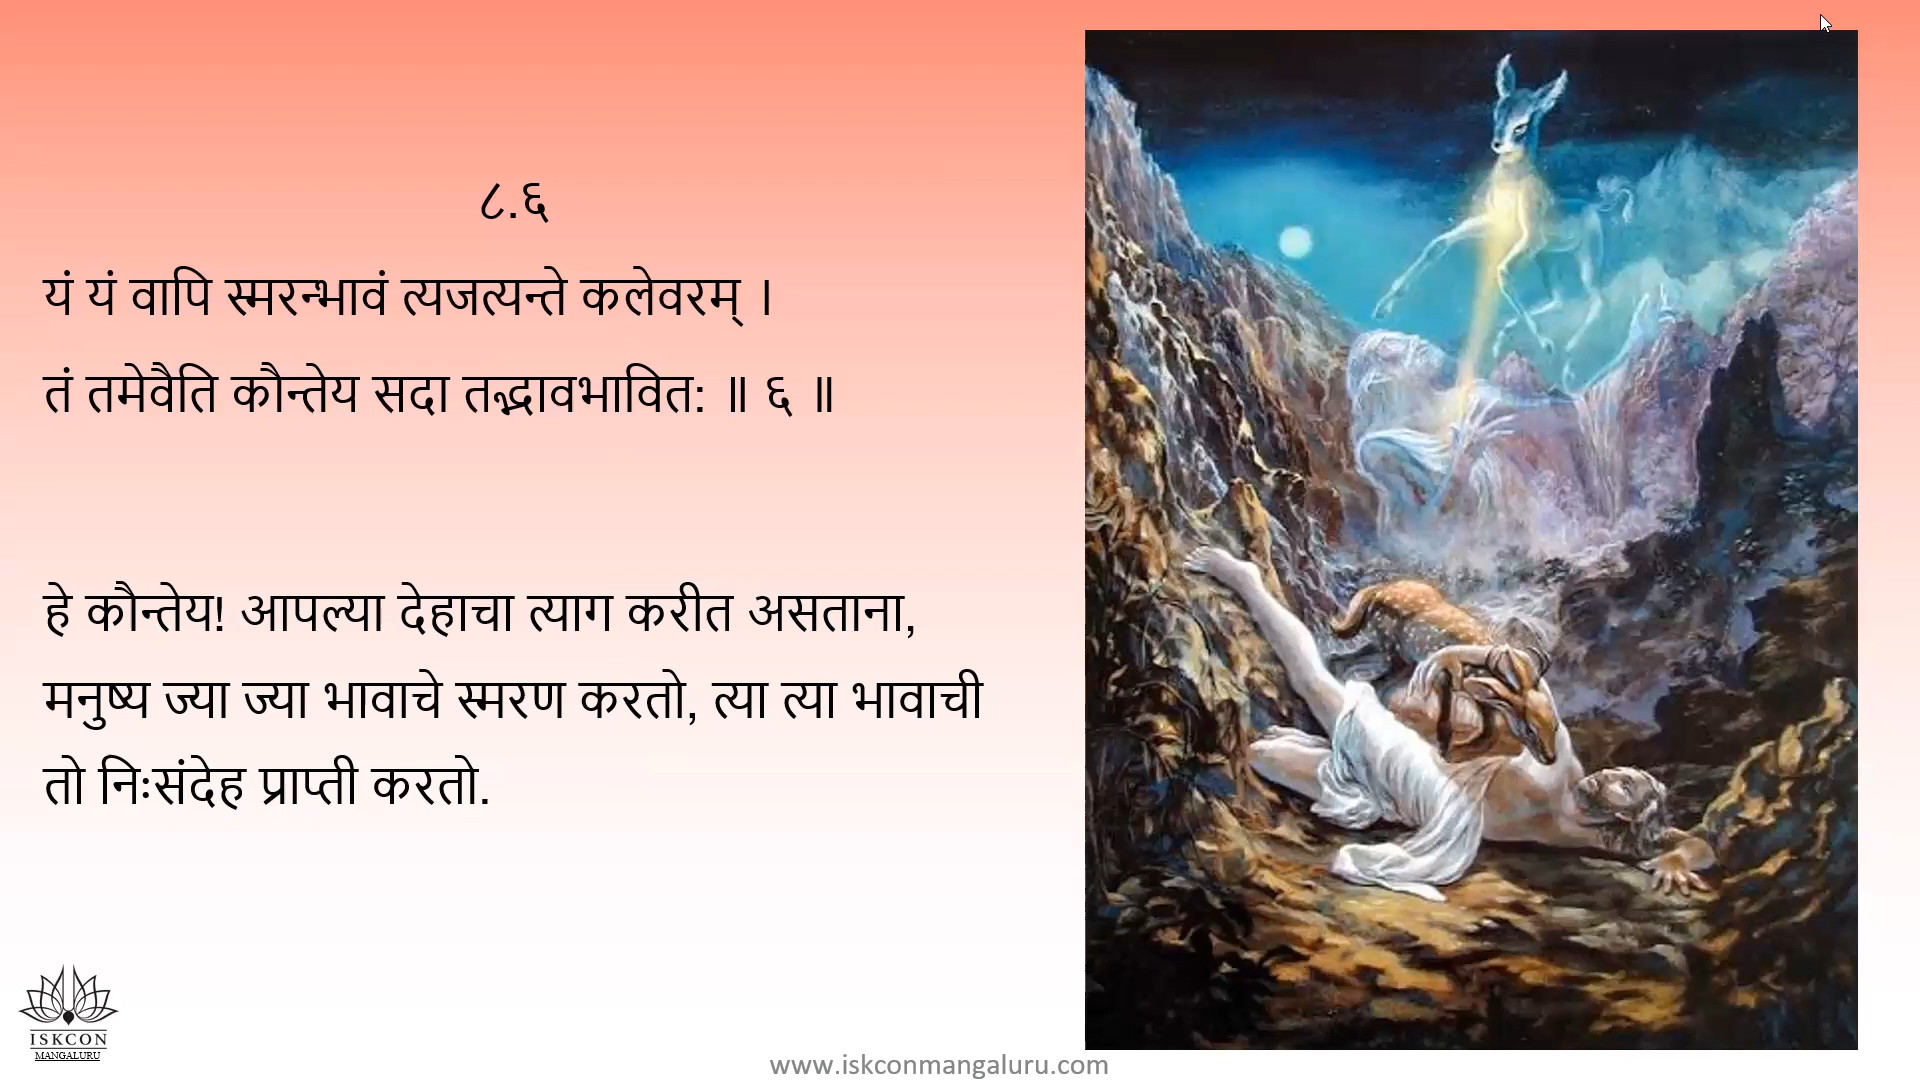 ८.६
यं यं वापि स्मरन्भावं त्यजत्यन्ते कलेवरम् ।
तं तमेवैति कौन्तेय सदा तद्भावभावित: ॥ ६ ॥
हे कौन्तेय! आपल्या देहाचा त्याग करीत असताना,
मनुष्य ज्या ज्या भावाचे स्मरण करतो, त्या त्या भावाची
तो निःसंदेह प्राप्ती करतो.
ISKCON
MANGALURU
www.iskconmangaluru.com